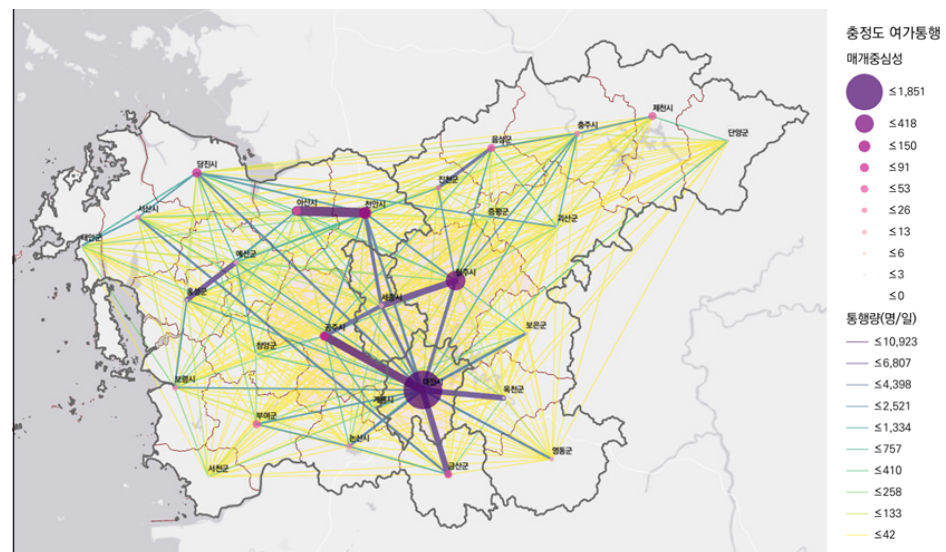 충정도 여가통행
매개중심성
≤1,851
≤418
≤150
≤91
≤53
≤26
≤13
≤6
≤3
≤0
통행량(명/일)
≤10,923
≤6,807
≤4,398
≤2,521
≤1,334
≤757
≤410
≤258
≤133
≤42
제천시
충주시
단양군
음성군
당진시
진천군
서산시
아산시
천안시
증평군
괴산군
태안군
예산군
청주시
홍성군
세종시
공주시
보은군
청양군
보령시
대전시
계룡시
옥천군
부여군
논산시
영동군
서천군
금산군